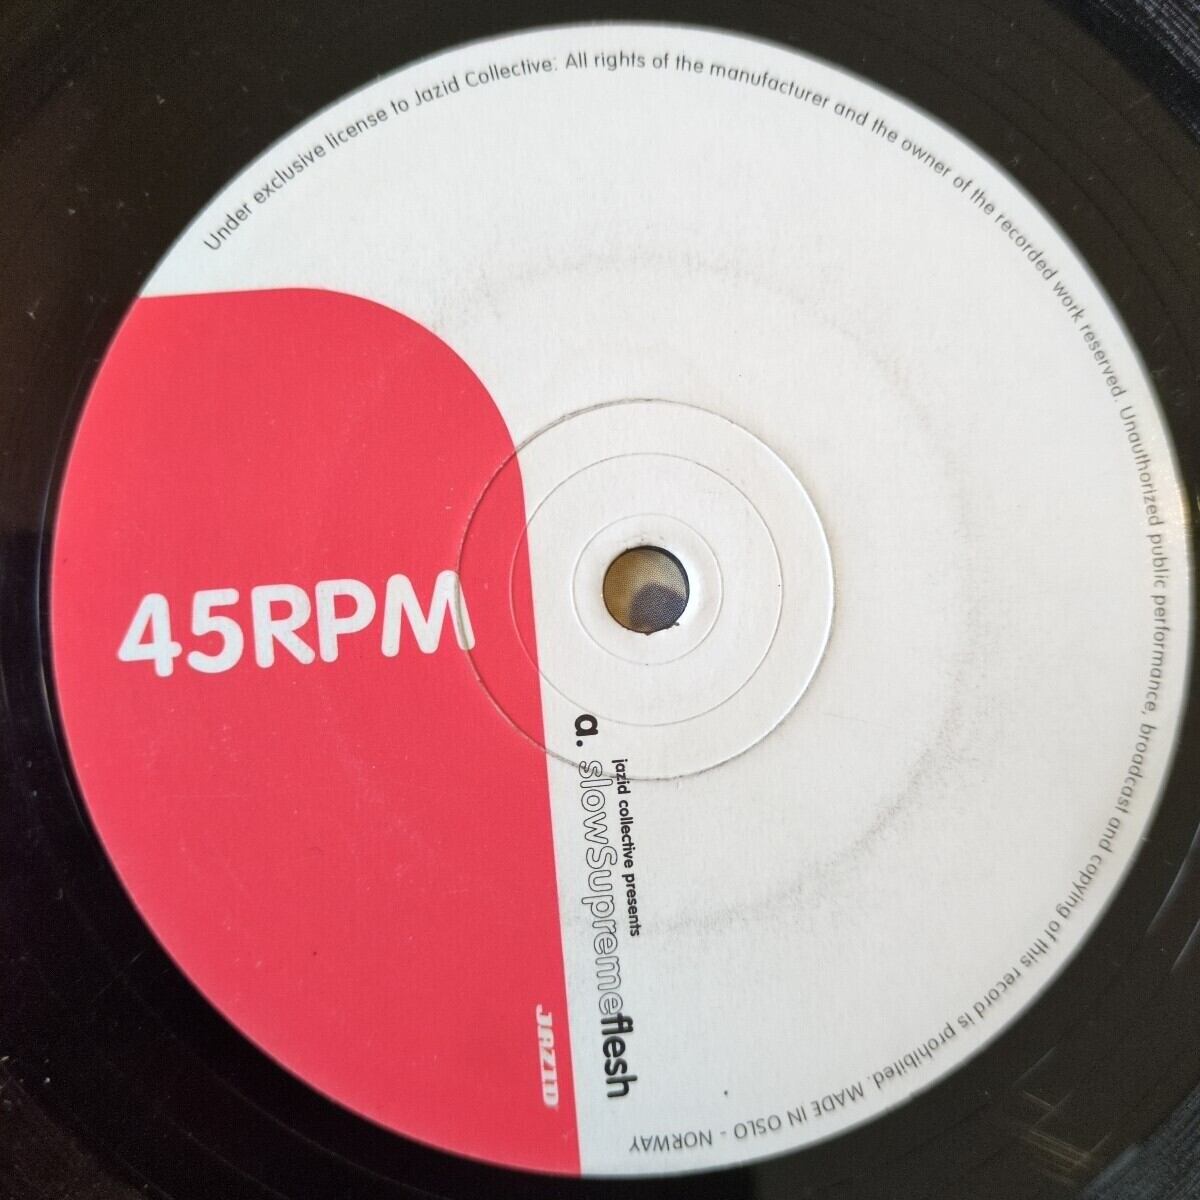 Under exclusive license to Jazid Collective: All rights of the manufacturer and the owner of the recorded work reserved. Unauthorized public performance, broadcast and copying of this record is prohibited. MADE IN OSLO - NORWAY
45RPM
jazid collective presents
a. slowSupremeflesh
JAZID